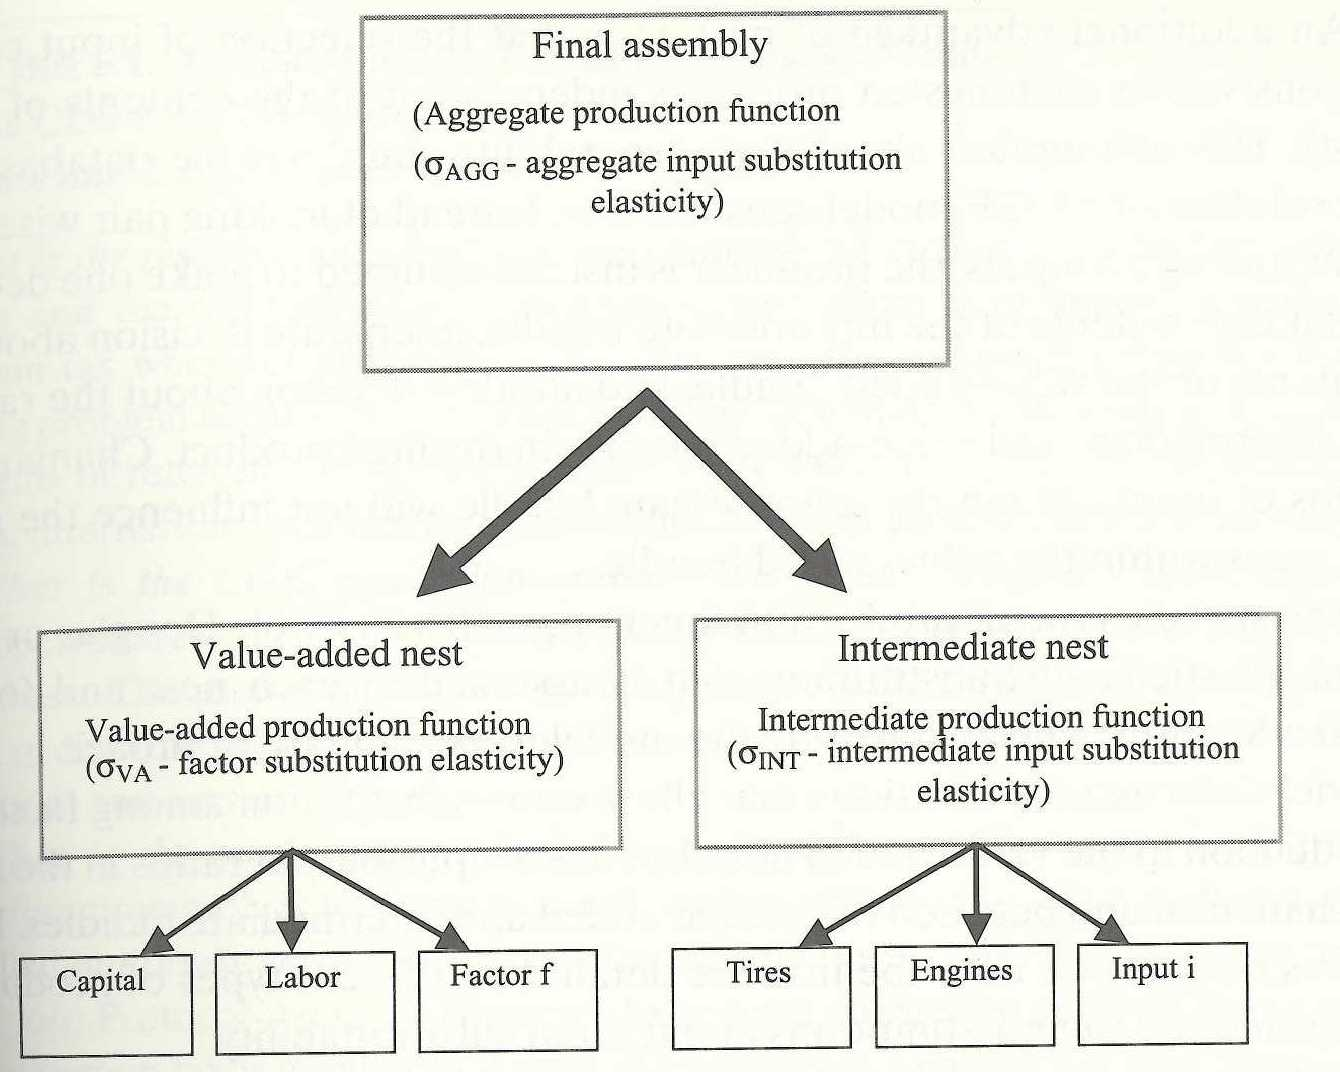 Final assembly
(Aggregate production function
(σAGG - aggregate input substitution
elasticity)
Value-added nest
Value-added production function
(σVA - factor substitution elasticity)
Intermediate nest
Intermediate production function
(σINT - intermediate input substitution
elasticity)
Capital
Labor
Factor f
Tires
Engines
Input i